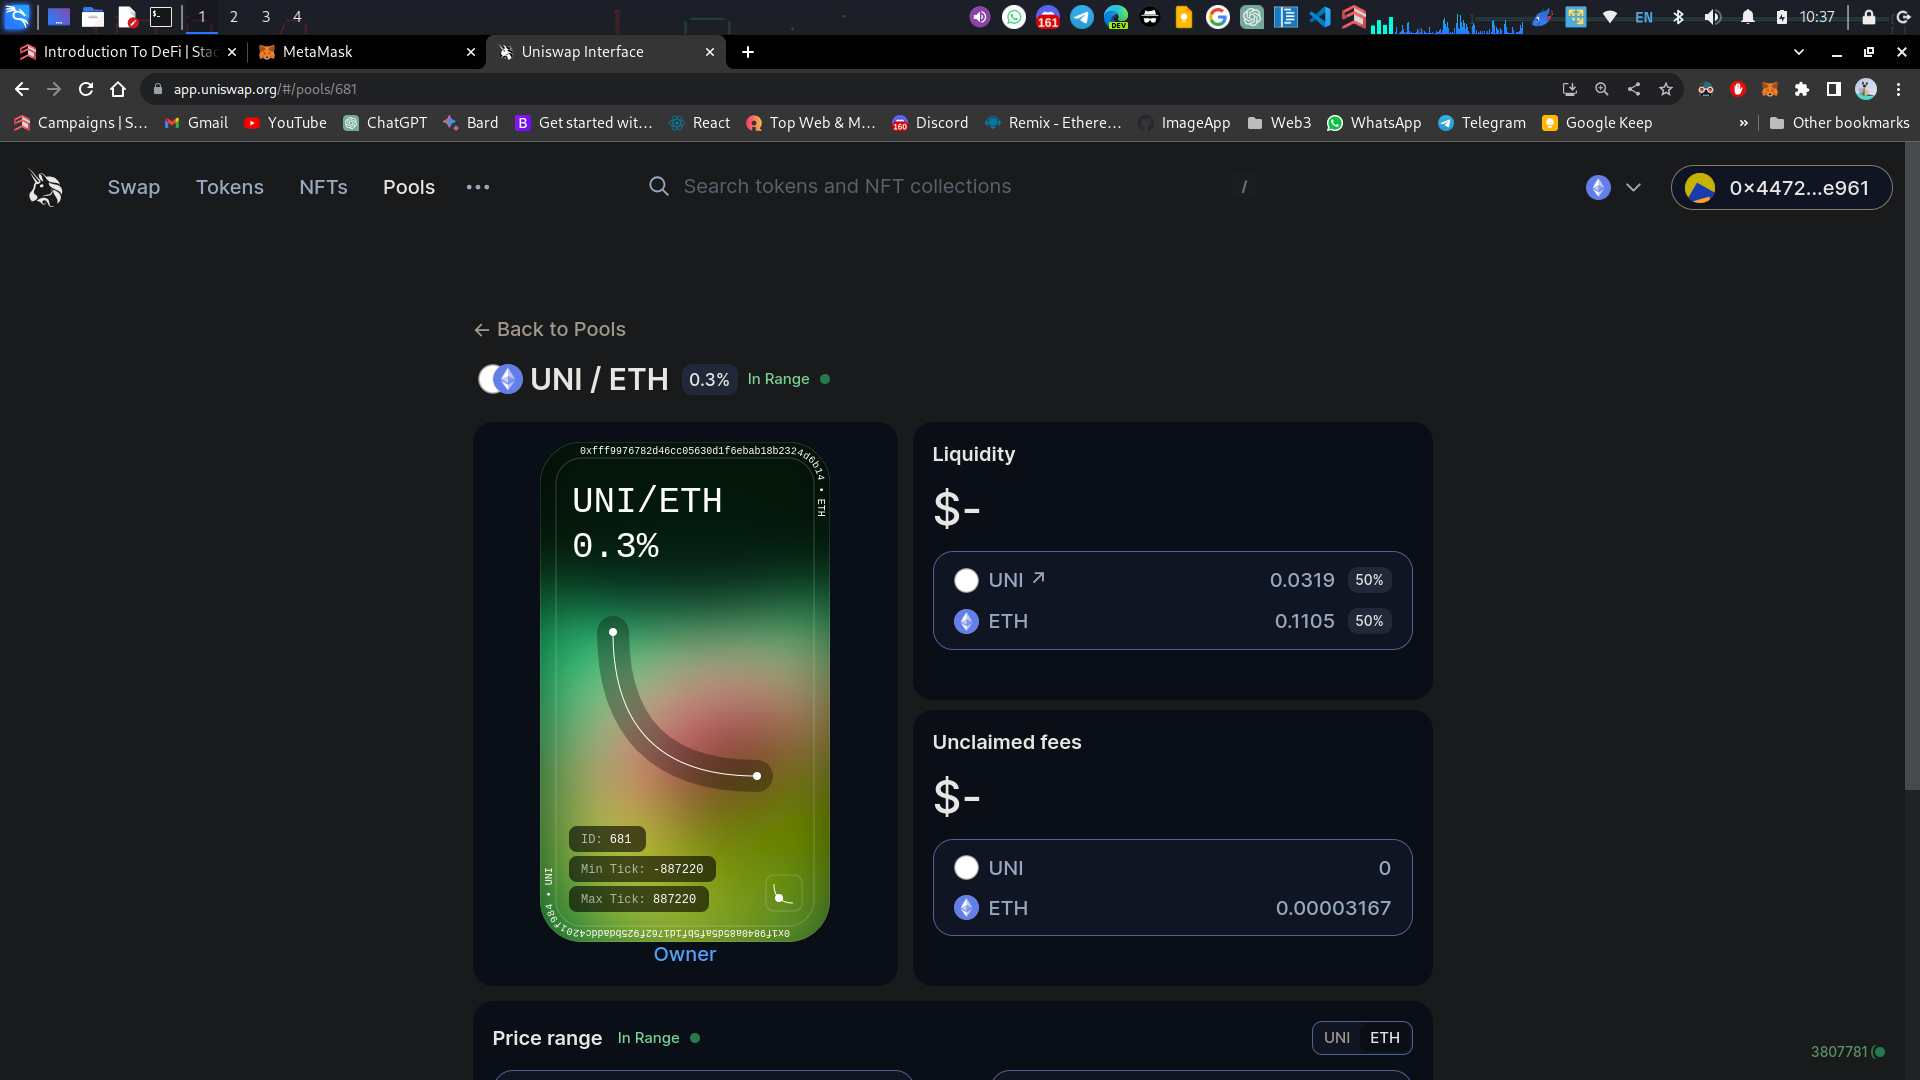 1 2 3 4
161
DEV
EN
10:37
Introduction To DeFi | Stac
MetaMask
Uniswap Interface
app.uniswap.org/#/pools/681
Campaigns | S...
Gmail
YouTube
ChatGPT
Bard
B Get started wit...
React
Top Web & M...
160 Discord
Remix - Ethere...
ImageApp
Web3
WhatsApp
Telegram
Google Keep
»
Other bookmarks
Swap
Tokens
NFTs
Pools
Search tokens and NFT collections
/
0x4472...e961
← Back to Pools
UNI / ETH
0.3%
In Range
0xfff9976782d46cc05630d1f6ebab18b2324d6b14 • ETH
UNI/ETH
0.3%
ID: 681
Min Tick: -887220
Max Tick: 887220
0x1f9840a85d5af5bf1d1762f925bdaddc4201f984 • UNI
Owner
Liquidity
$-
UNI ↗ 0.0319 50%
ETH 0.1105 50%
Unclaimed fees
$-
UNI 0
ETH 0.00003167
Price range
In Range
UNI ETH
3807781